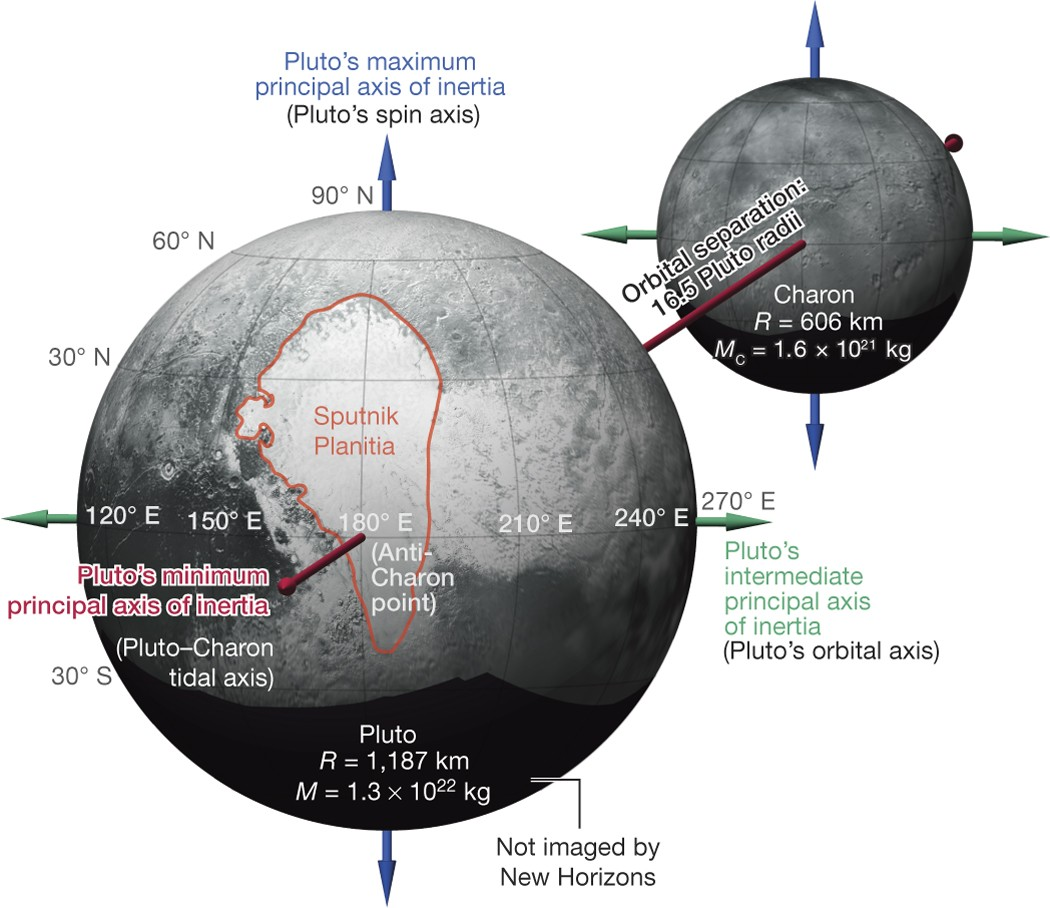 Pluto's maximum
principal axis of inertia
(Pluto's spin axis)
90° N
60° N
30° N
30° S
Orbital separation:
16.5 Pluto radii
Charon
R = 606 km
M_C = 1.6 × 10²¹ kg
Sputnik
Planitia
120° E
150° E
180° E
210° E
240° E
270° E
(Anti-
Charon
point)
Pluto's minimum
principal axis of inertia
(Pluto–Charon
tidal axis)
Pluto's
intermediate
principal axis
of inertia
(Pluto's orbital axis)
Pluto
R = 1,187 km
M = 1.3 × 10²² kg
Not imaged by
New Horizons